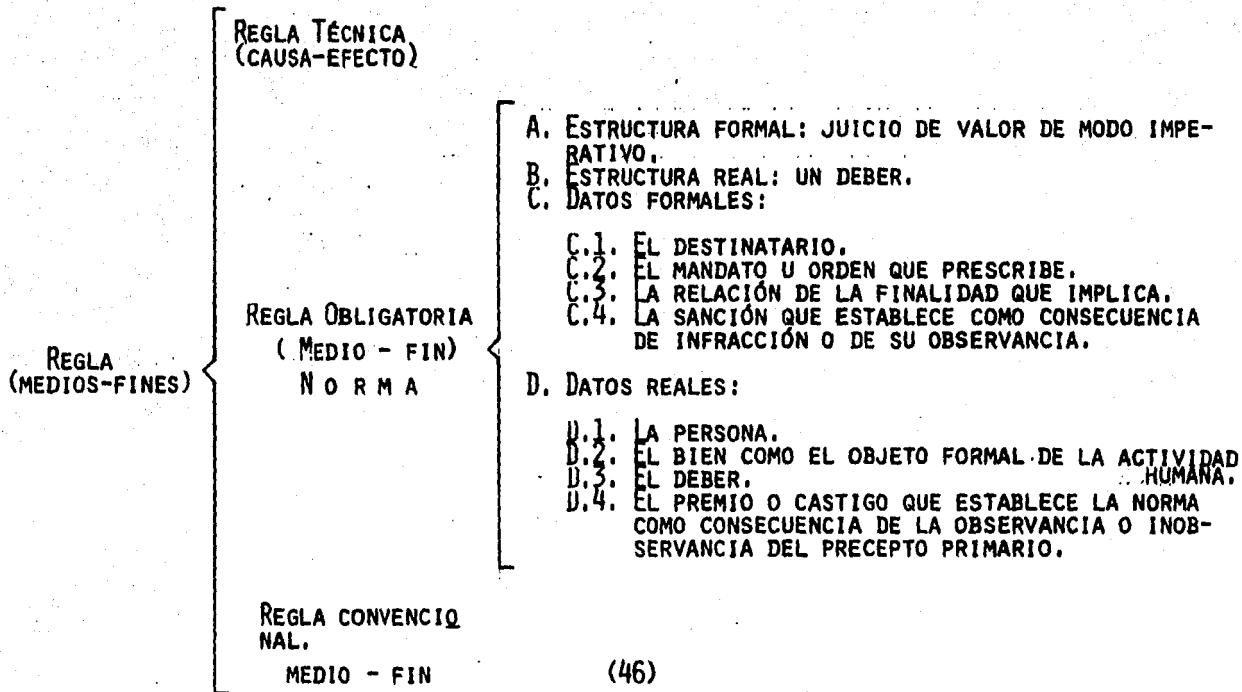 REGLA TÉCNICA
(CAUSA-EFECTO)
REGLA
(MEDIOS-FINES)
REGLA OBLIGATORIA
( MEDIO - FIN)
N O R M A
A. ESTRUCTURA FORMAL: JUICIO DE VALOR DE MODO IMPE-
RATIVO.
B. ESTRUCTURA REAL: UN DEBER.
C. DATOS FORMALES:
C.1. EL DESTINATARIO.
C.2. EL MANDATO U ORDEN QUE PRESCRIBE.
C.3. LA RELACIÓN DE LA FINALIDAD QUE IMPLICA.
C.4. LA SANCIÓN QUE ESTABLECE COMO CONSECUENCIA
DE INFRACCIÓN O DE SU OBSERVANCIA.
D. DATOS REALES:
D.1. LA PERSONA.
D.2. EL BIEN COMO EL OBJETO FORMAL DE LA ACTIVIDAD
HUMANA.
D.3. EL DEBER.
D.4. EL PREMIO O CASTIGO QUE ESTABLECE LA NORMA
COMO CONSECUENCIA DE LA OBSERVANCIA O INOB-
SERVANCIA DEL PRECEPTO PRIMARIO.
REGLA CONVENCIO
NAL.
MEDIO - FIN
(46)